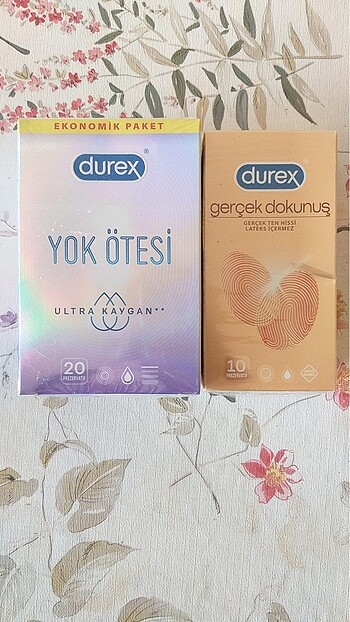 EKONOMİK PAKET
durex®
YOK ÖTESİ
ULTRA KAYGAN**
20
PREZERVATİF
durex
gerçek dokunuş
GERÇEK TEN HİSSİ
LATEKS İÇERMEZ
10
PREZERVATİF